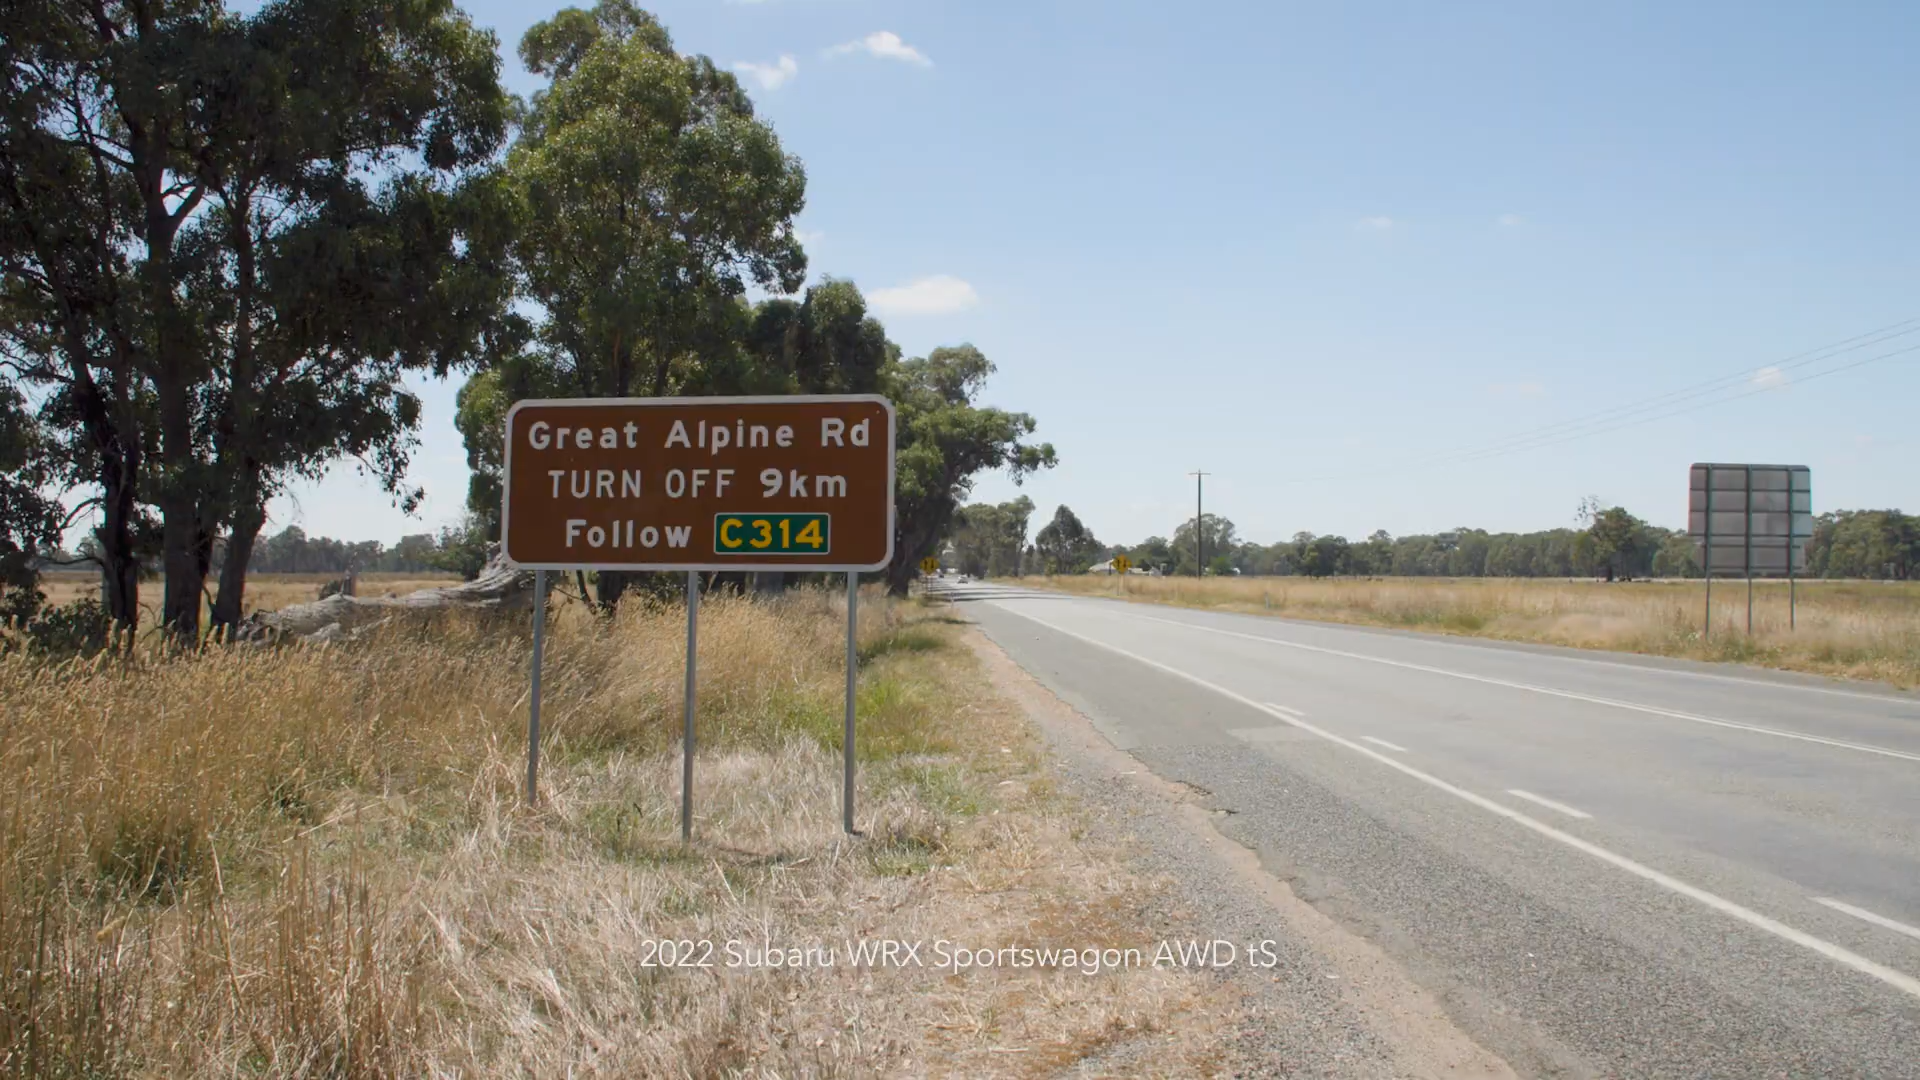 Great Alpine Rd
TURN OFF 9km
Follow C314
2022 Subaru WRX Sportswagon AWD tS